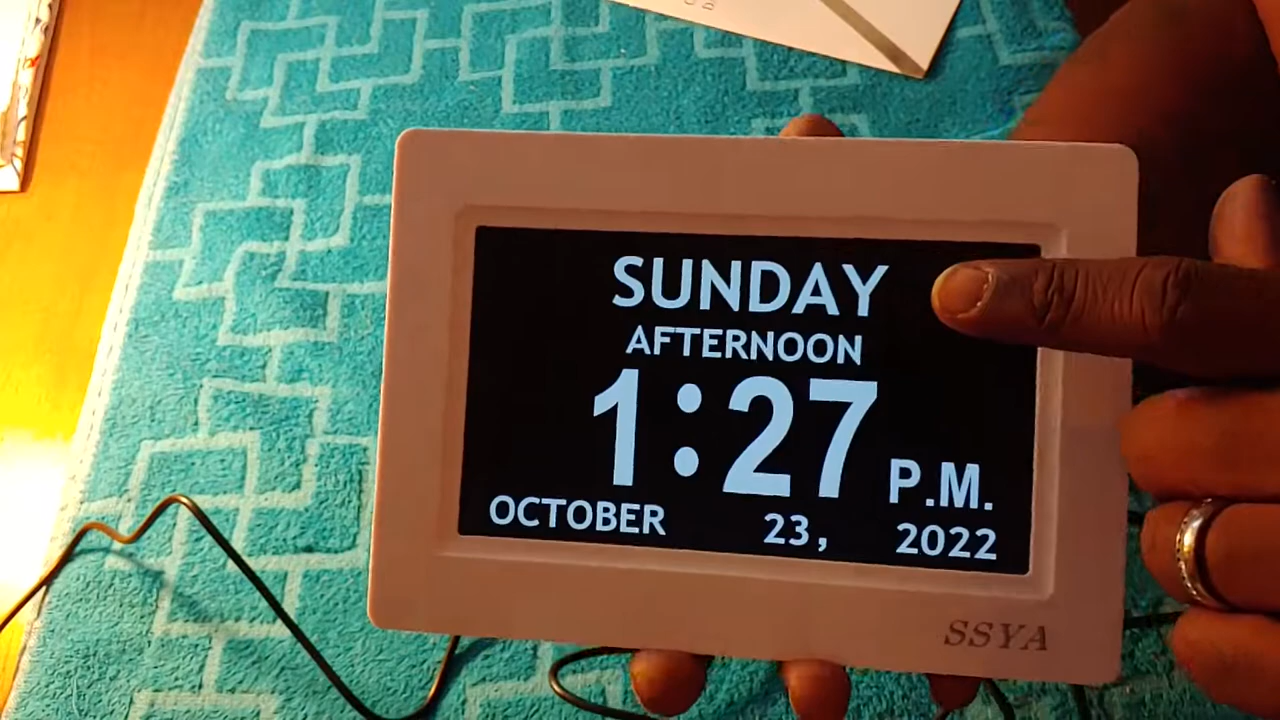 SUNDAY
AFTERNOON
1:27 P.M.
OCTOBER 23, 2022
SSYA